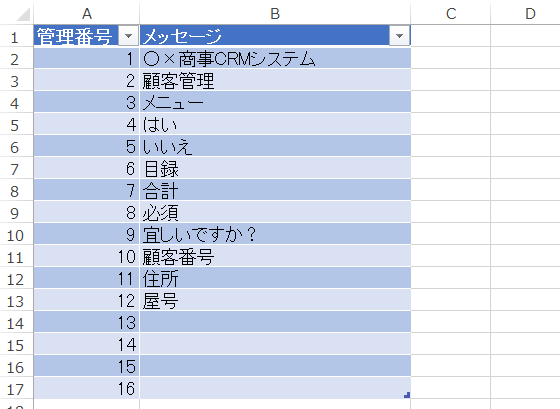 A B C D
1 管理番号 メッセージ
2 1 〇×商事CRMシステム
3 2 顧客管理
4 3 メニュー
5 4 はい
6 5 いいえ
7 6 目録
8 7 合計
9 8 必須
10 9 宜しいですか？
11 10 顧客番号
12 11 住所
13 12 屋号
14 13
15 14
16 15
17 16